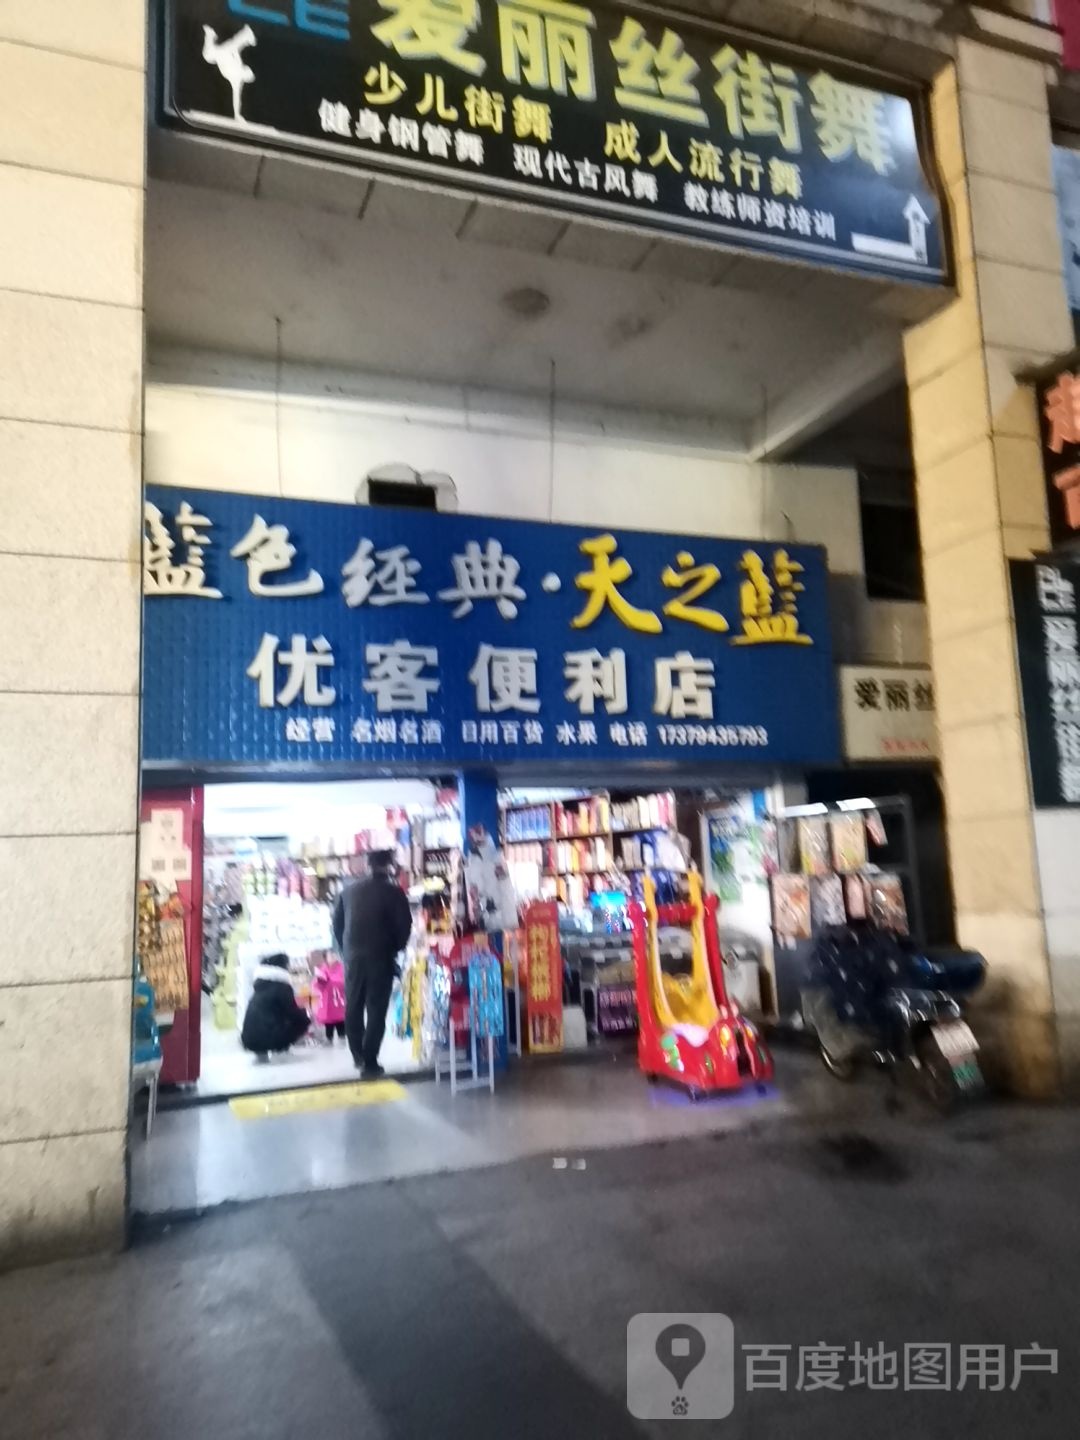 爱丽丝街舞
少儿街舞 成人流行舞
健身钢管舞 现代古风舞 教练师资培训
藍色经典·天之藍
优客便利店
经营 名烟名酒 日用百货 水果 电话 17379435793
爱丽丝
百度地图用户